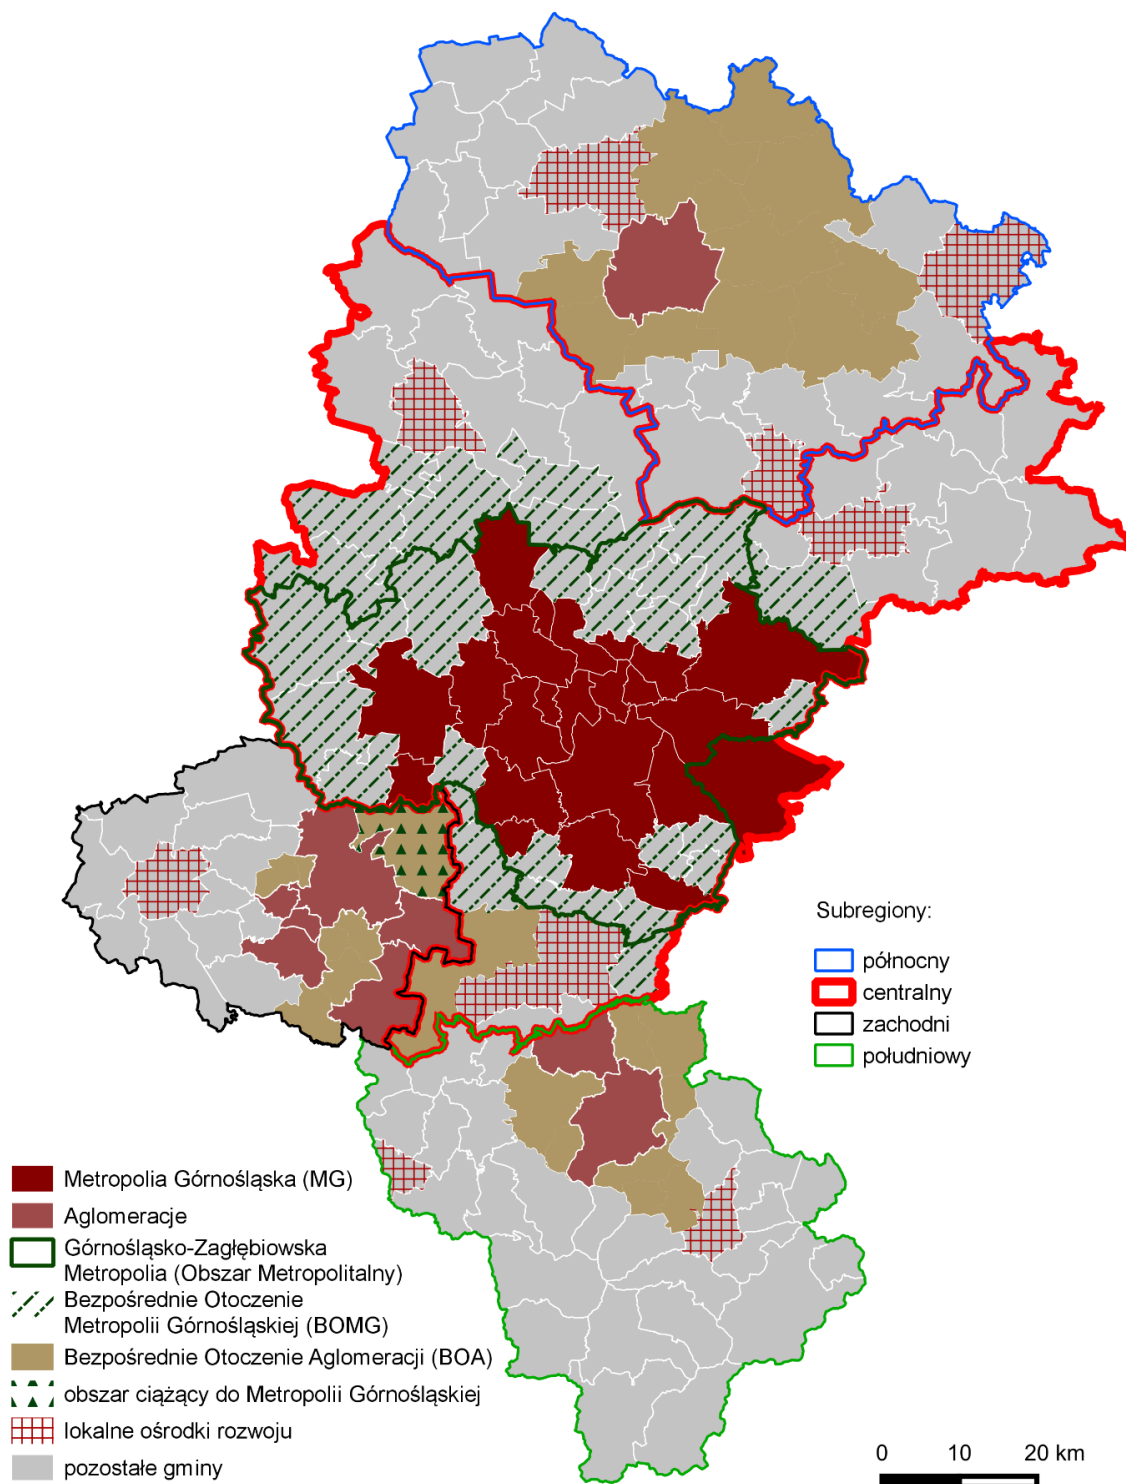 Subregiony:
północny
centralny
zachodni
południowy
Metropolia Górnośląska (MG)
Aglomeracje
Górnośląsko-Zagłębiowska
Metropolia (Obszar Metropolitalny)
Bezpośrednie Otoczenie
Metropolii Górnośląskiej (BOMG)
Bezpośrednie Otoczenie Aglomeracji (BOA)
obszar ciążący do Metropolii Górnośląskiej
lokalne ośrodki rozwoju
pozostałe gminy
0 10 20 km